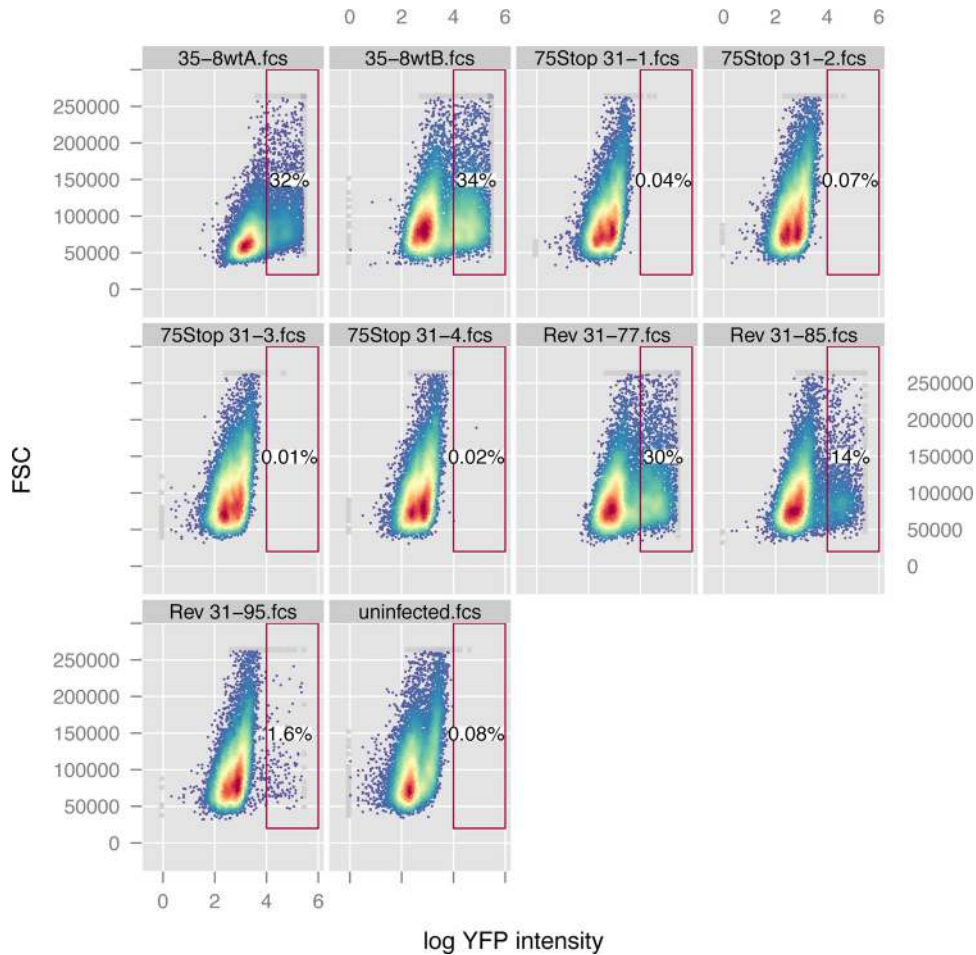 0 2 4 6
35−8wtA.fcs 35−8wtB.fcs 75Stop 31−1.fcs 75Stop 31−2.fcs
250000
200000
150000
100000
50000
0
32% 34% 0.04% 0.07%
75Stop 31−3.fcs 75Stop 31−4.fcs Rev 31−77.fcs Rev 31−85.fcs
0.01% 0.02% 30% 14%
250000
200000
150000
100000
50000
0
FSC
Rev 31−95.fcs uninfected.fcs
250000
200000
150000
100000
50000
0
1.6% 0.08%
0 2 4 6
0 2 4 6
log YFP intensity